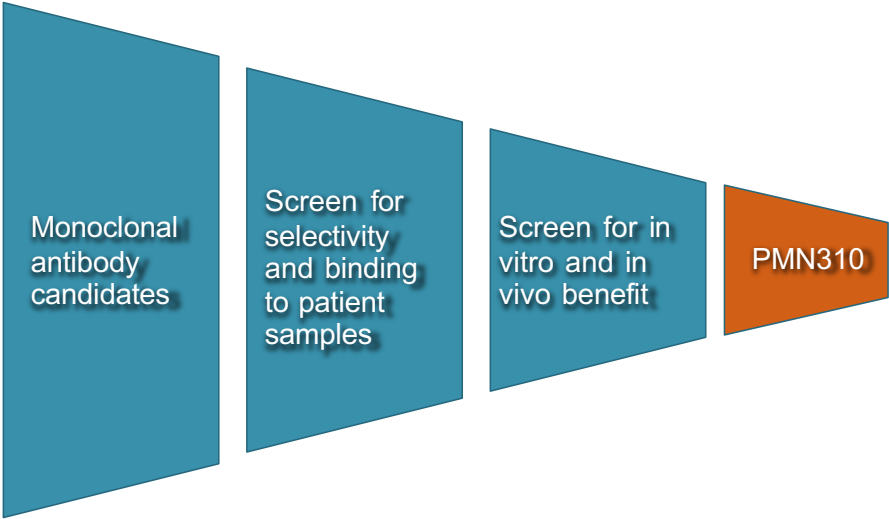 Monoclonal
antibody
candidates
Screen for
selectivity
and binding
to patient
samples
Screen for in
vitro and in
vivo benefit
PMN310